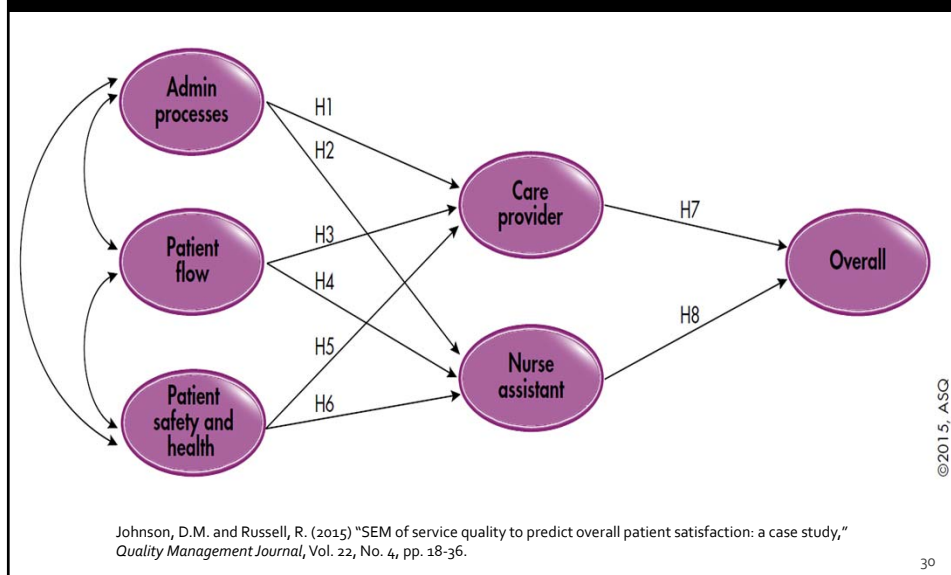 Admin
processes
H1
H2
Care
provider
H7
Patient
flow
H3
H4
Overall
H5
H8
Nurse
assistant
Patient
safety and
health
H6
©2015, ASQ
Johnson, D.M. and Russell, R. (2015) “SEM of service quality to predict overall patient satisfaction: a case study,”
Quality Management Journal, Vol. 22, No. 4, pp. 18-36.
30